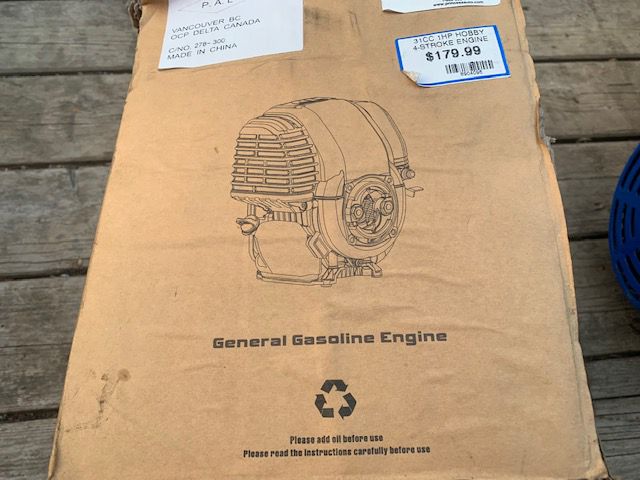 P. A. L.
VANCOUVER BC
OCP DELTA CANADA
C/NO. 278- 300
MADE IN CHINA
31CC 1HP HOBBY
4-STROKE ENGINE
$179.99
General Gasoline Engine
Please add oil before use
Please read the instructions carefully before use